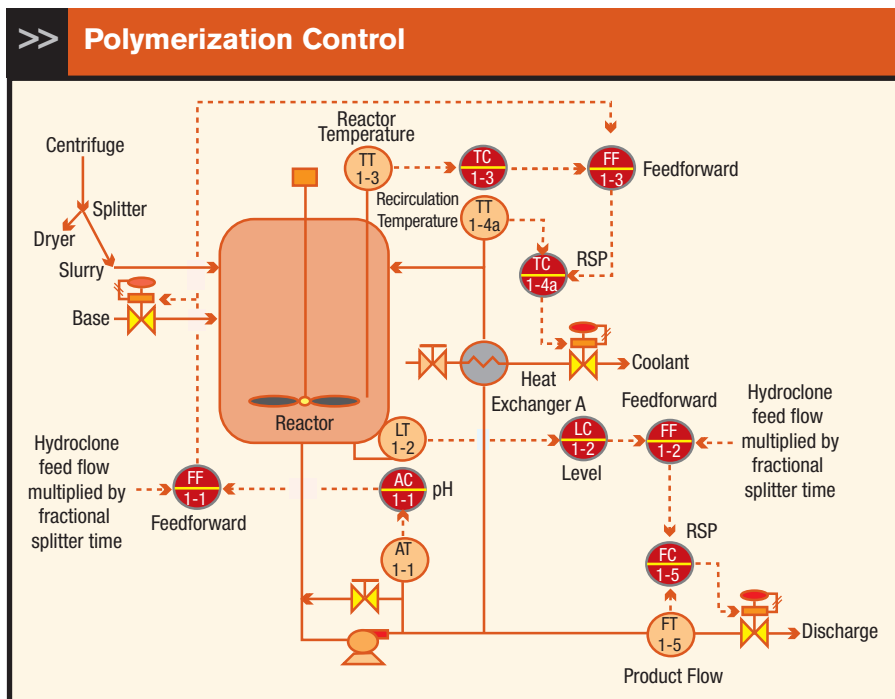 >> Polymerization Control
Reactor
Temperature
Centrifuge
TT
1-3
TC
1-3
FF
1-3
Feedforward
Splitter
Recirculation
Temperature
TT
1-4a
Dryer
Slurry
TC
1-4a
RSP
Base
Coolant
Heat
Exchanger A
Reactor
LT
1-2
LC
1-2
Level
Feedforward
FF
1-2
Hydroclone
feed flow
multiplied by
fractional
splitter time
Hydroclone
feed flow
multiplied by
fractional
splitter time
FF
1-1
Feedforward
AC
1-1
pH
AT
1-1
RSP
FC
1-5
FT
1-5
Product Flow
Discharge